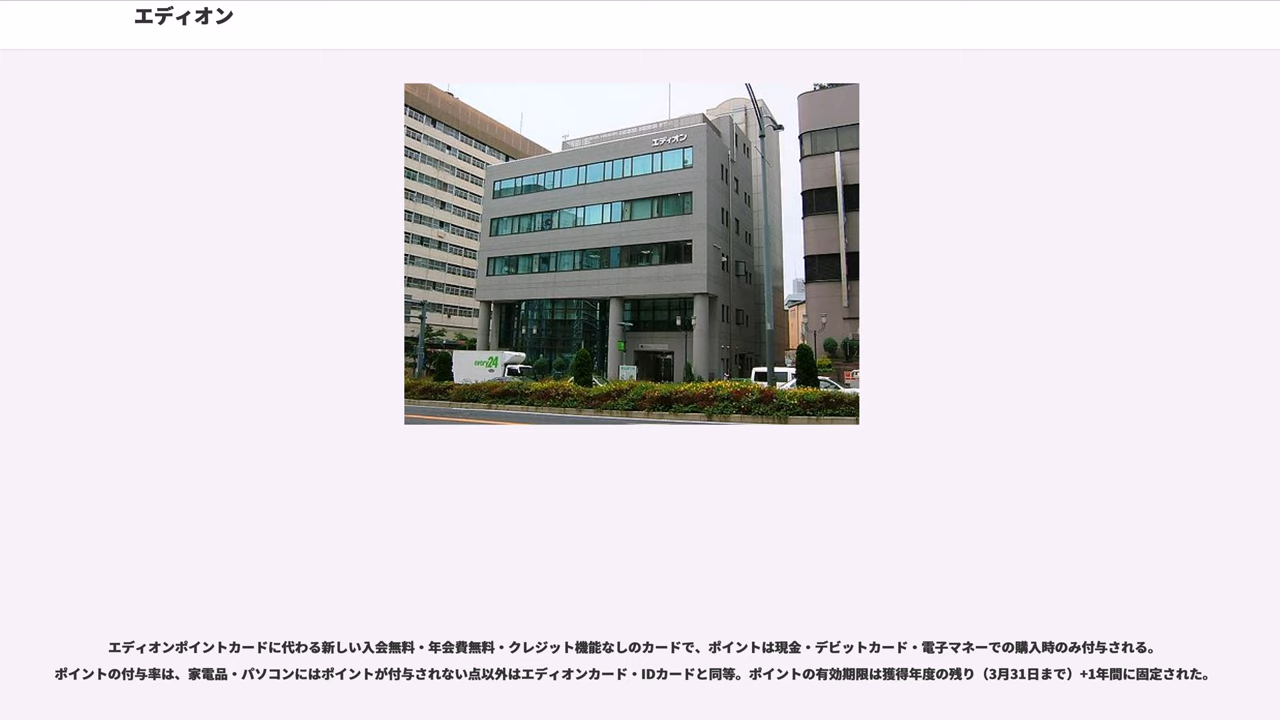 エディオン
エディオン
every24
エディオンポイントカードに代わる新しい入会無料・年会費無料・クレジット機能なしのカードで、ポイントは現金・デビットカード・電子マネーでの購入時のみ付与される。
ポイントの付与率は、家電品・パソコンにはポイントが付与されない点以外はエディオンカード・IDカードと同等。ポイントの有効期限は獲得年度の残り（3月31日まで）+1年間に固定された。